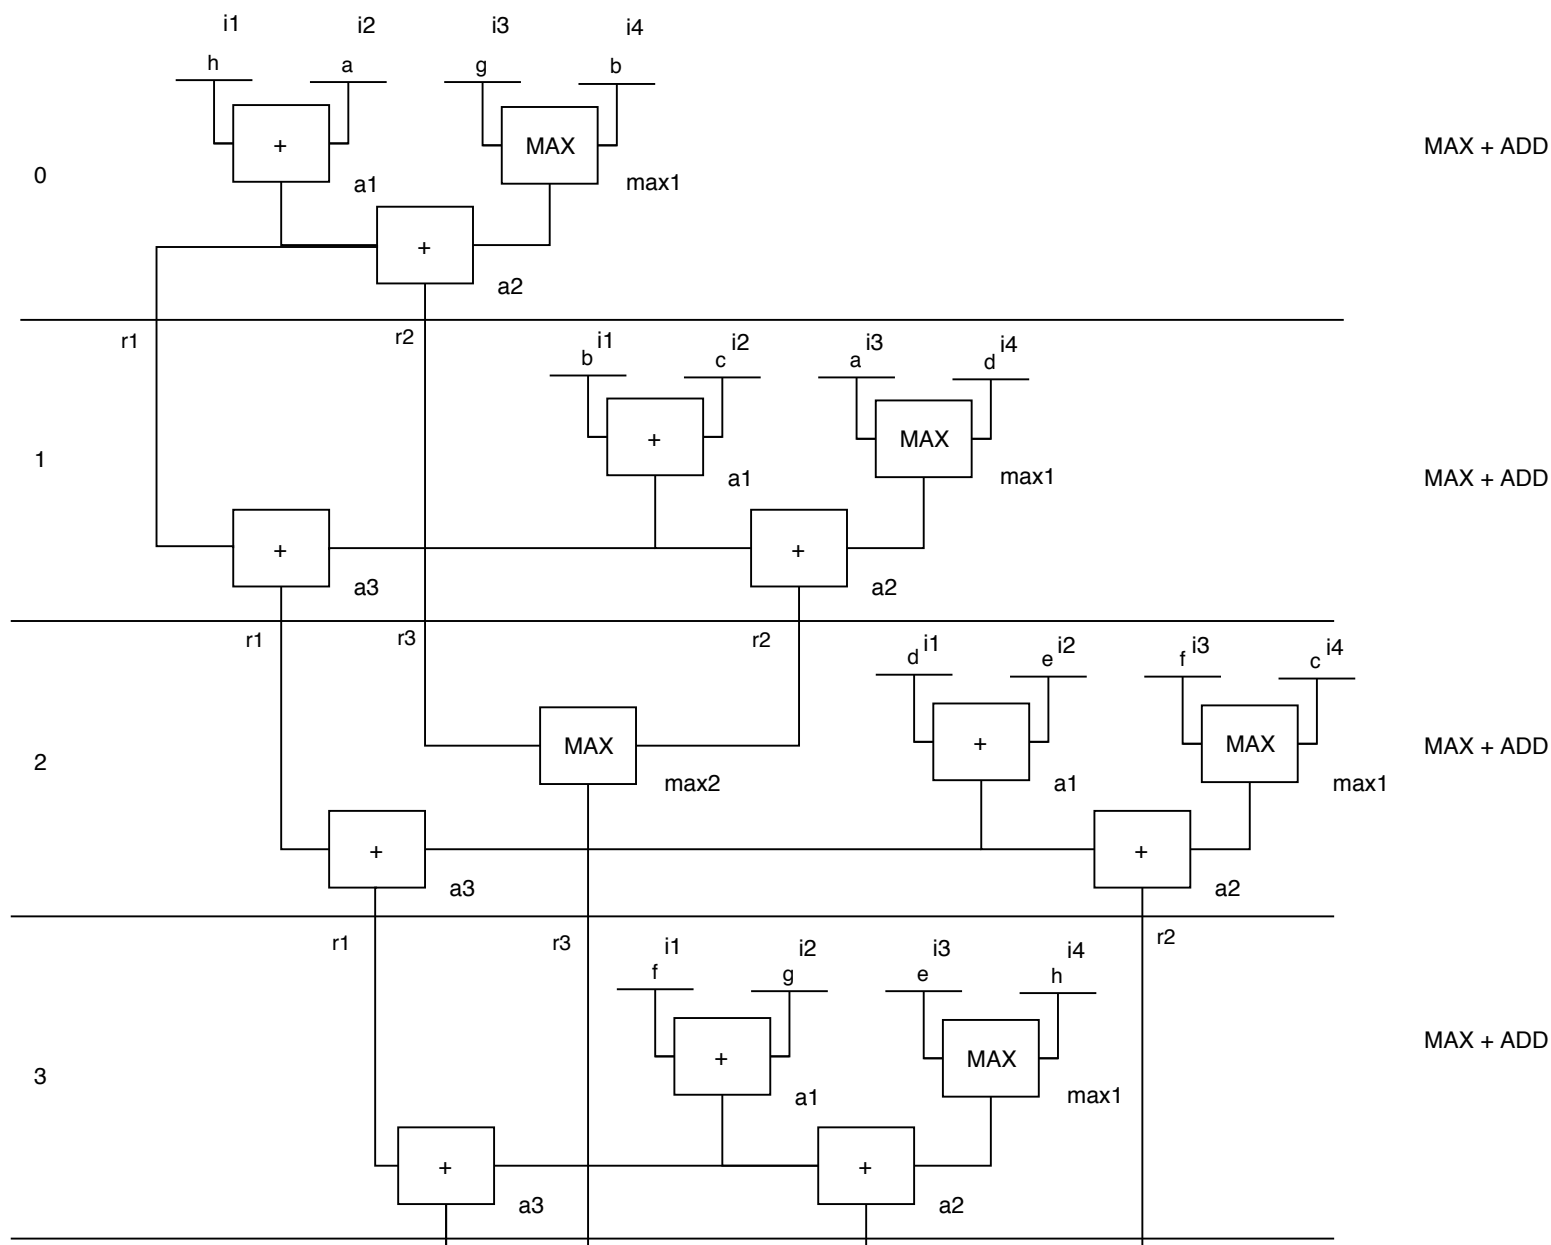 i1 i2 i3 i4
h a g b
+ MAX MAX + ADD
0 a1 max1
+
a2
r1 r2 i1 i2 i3 i4
b c a d
+ MAX
1 a1 max1 MAX + ADD
+ +
a3 a2
r1 r3 r2 i1 i2 i3 i4
d e f c
2 MAX + MAX MAX + ADD
max2 a1 max1
+ +
a3 a2
r1 r3 i1 i2 i3 i4 r2
f g e h
+ MAX MAX + ADD
3 a1 max1
+ +
a3 a2